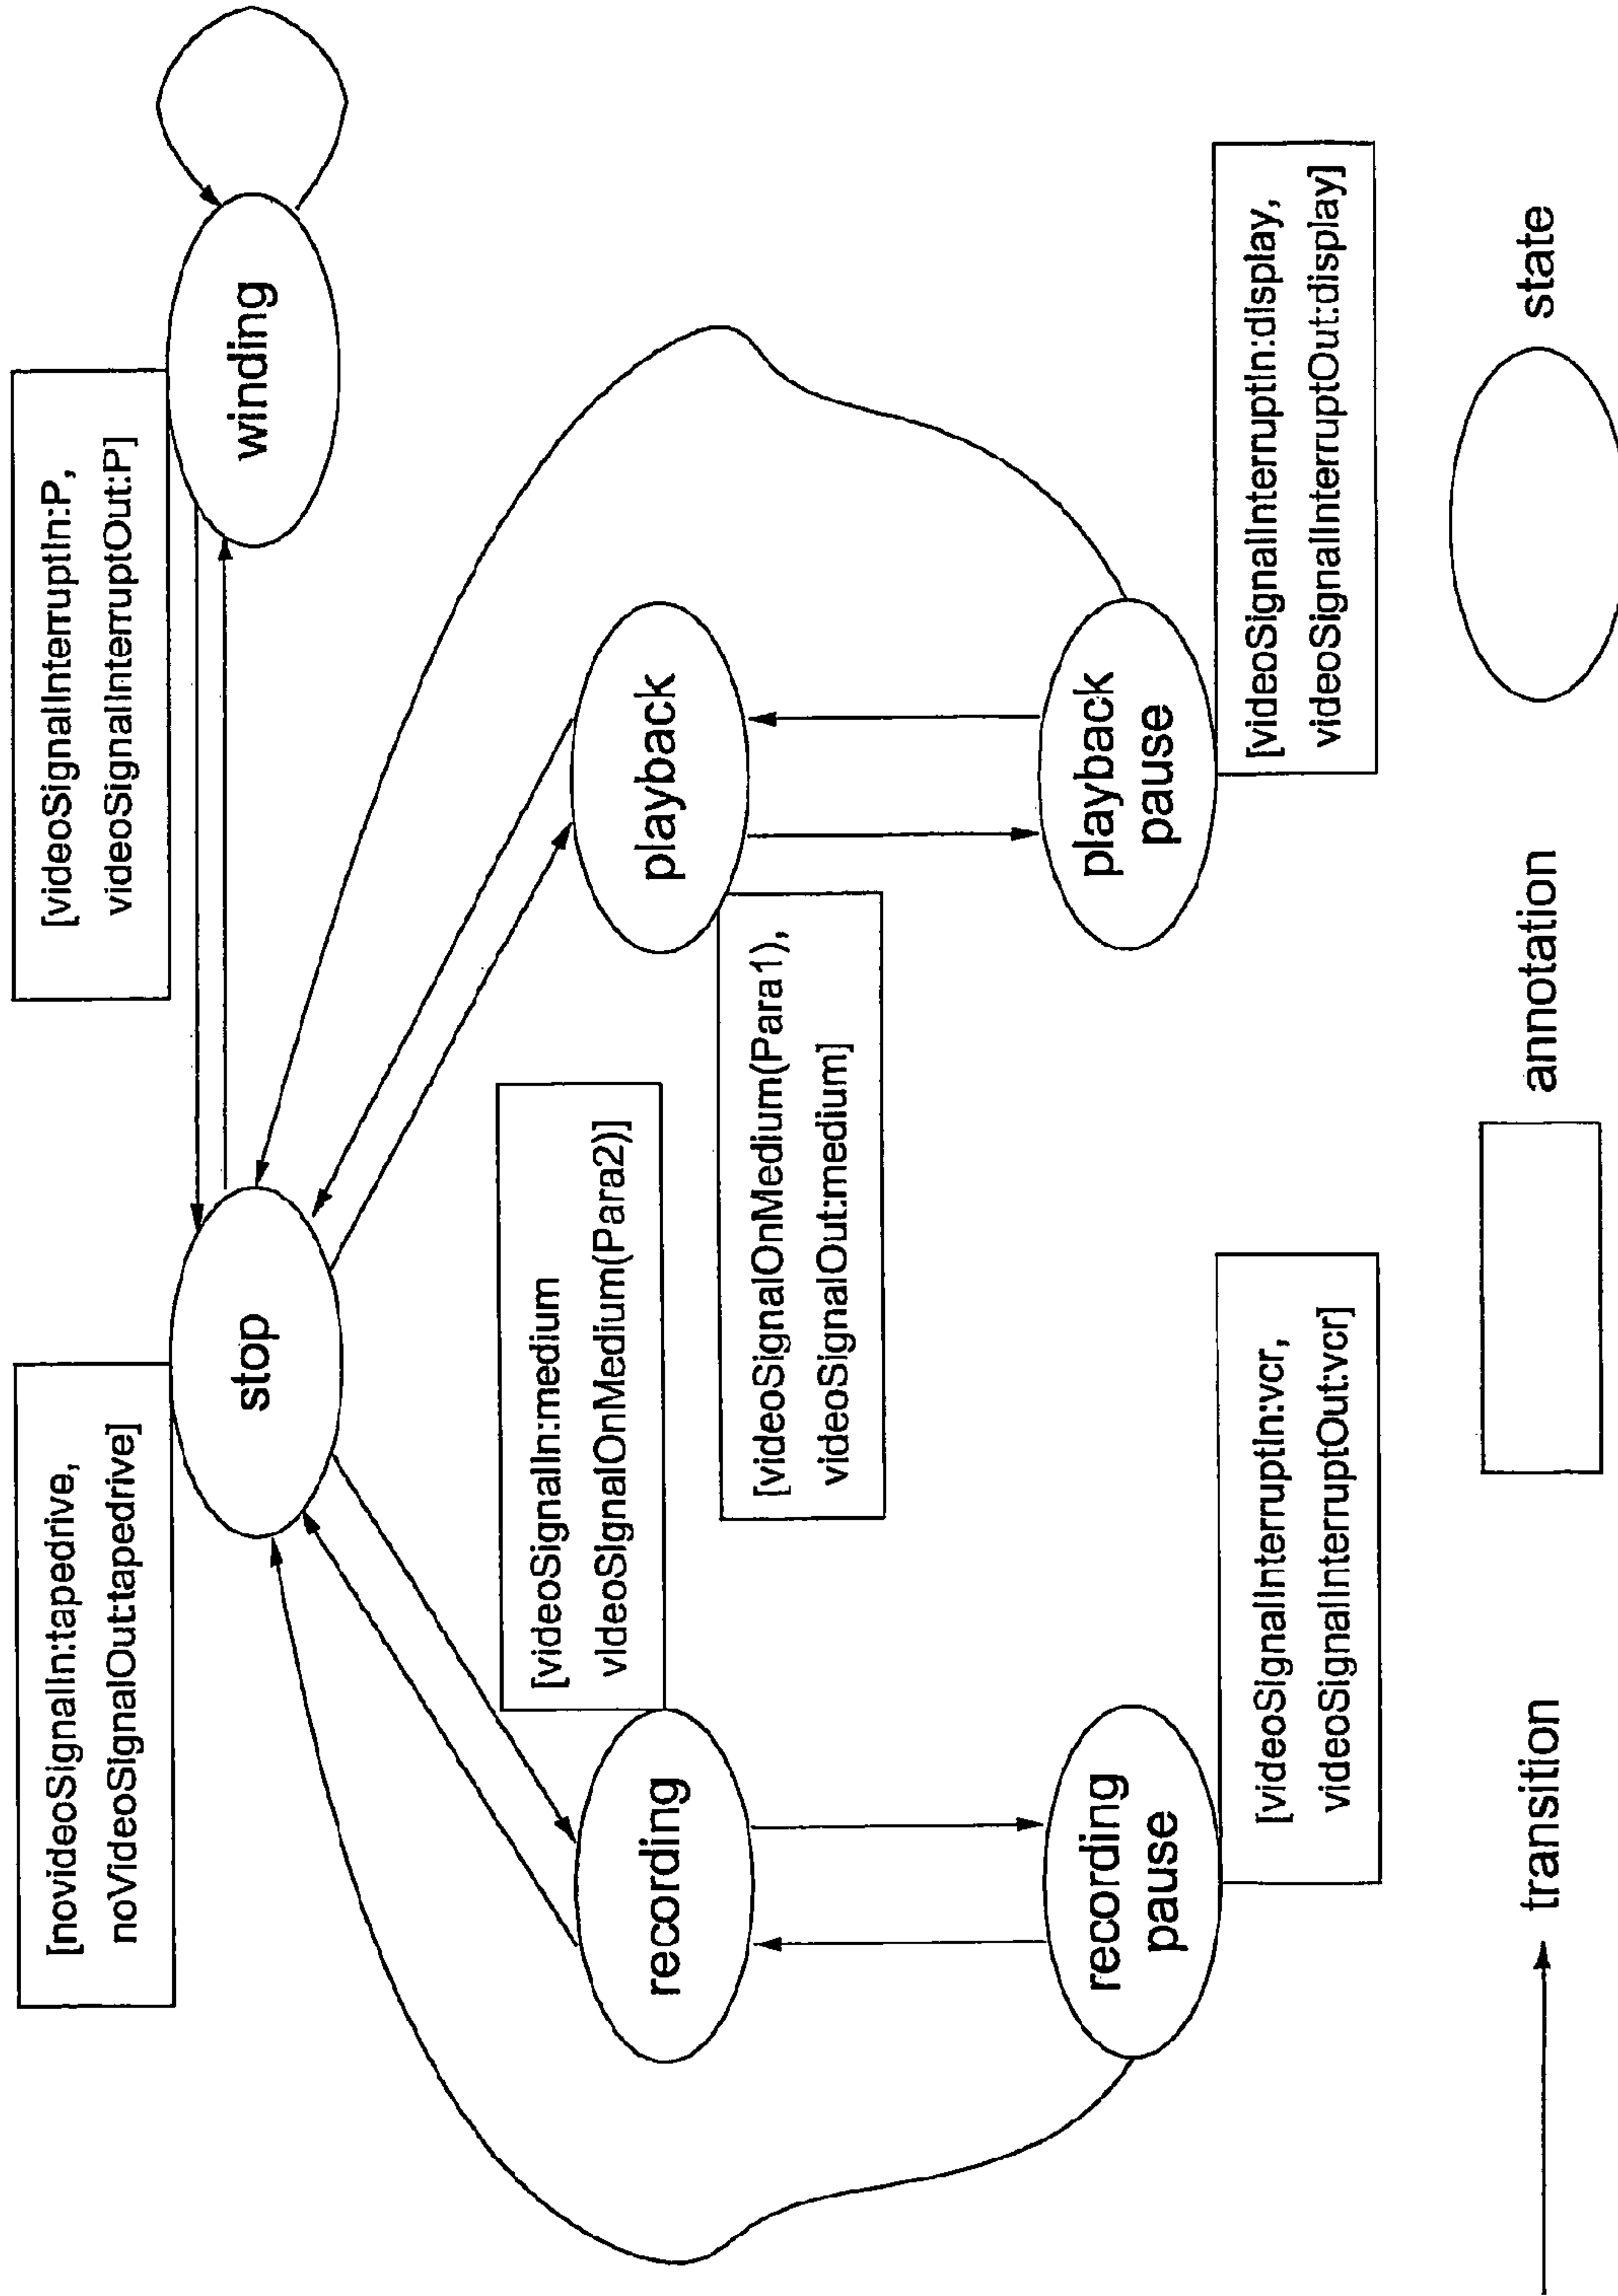 [novideoSignalIn:tapedrive,
noVideoSignalOut:tapedrive]
[videoSignalInterruptIn:P,
videoSignalInterruptOut:P]
stop
winding
[videoSignalIn:medium
videoSignalOnMedium(Para2)]
recording
playback
[videoSignalOnMedium(Para1),
videoSignalOut:medium]
recording
pause
playback
pause
[videoSignalInterruptIn:vcr,
videoSignalInterruptOut:vcr]
[videoSignalInterruptIn:display,
videoSignalInterruptOut:display]
transition
annotation
state